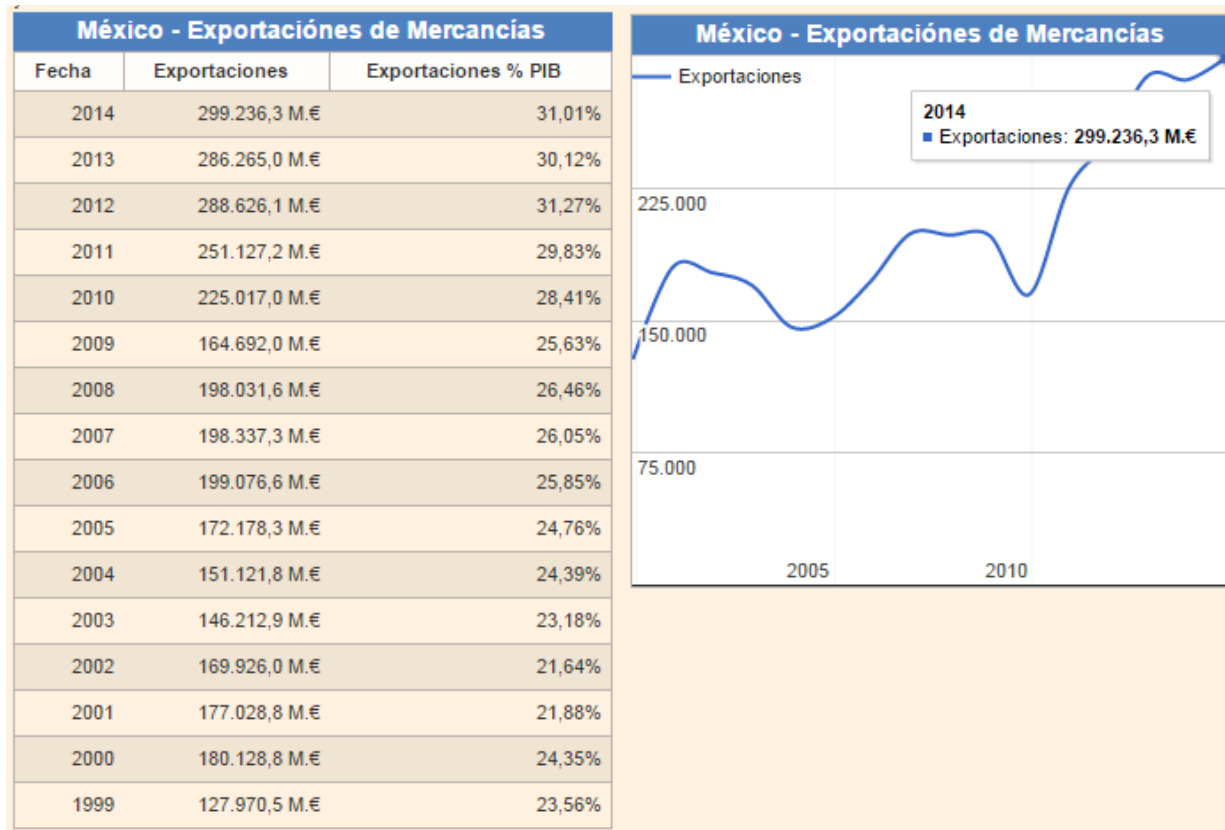 México - Exportaciónes de Mercancías
Fecha Exportaciones Exportaciones % PIB
2014 299.236,3 M.€ 31,01%
2013 286.265,0 M.€ 30,12%
2012 288.626,1 M.€ 31,27%
2011 251.127,2 M.€ 29,83%
2010 225.017,0 M.€ 28,41%
2009 164.692,0 M.€ 25,63%
2008 198.031,6 M.€ 26,46%
2007 198.337,3 M.€ 26,05%
2006 199.076,6 M.€ 25,85%
2005 172.178,3 M.€ 24,76%
2004 151.121,8 M.€ 24,39%
2003 146.212,9 M.€ 23,18%
2002 169.926,0 M.€ 21,64%
2001 177.028,8 M.€ 21,88%
2000 180.128,8 M.€ 24,35%
1999 127.970,5 M.€ 23,56%
México - Exportaciónes de Mercancías
Exportaciones
2014
Exportaciones: 299.236,3 M.€
225.000
150.000
75.000
2005 2010